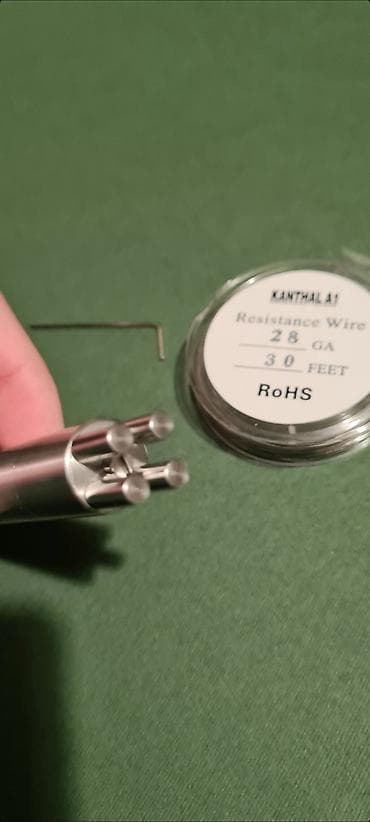 KANTHAL A1
Resistance Wire
28 GA
30 FEET
RoHS